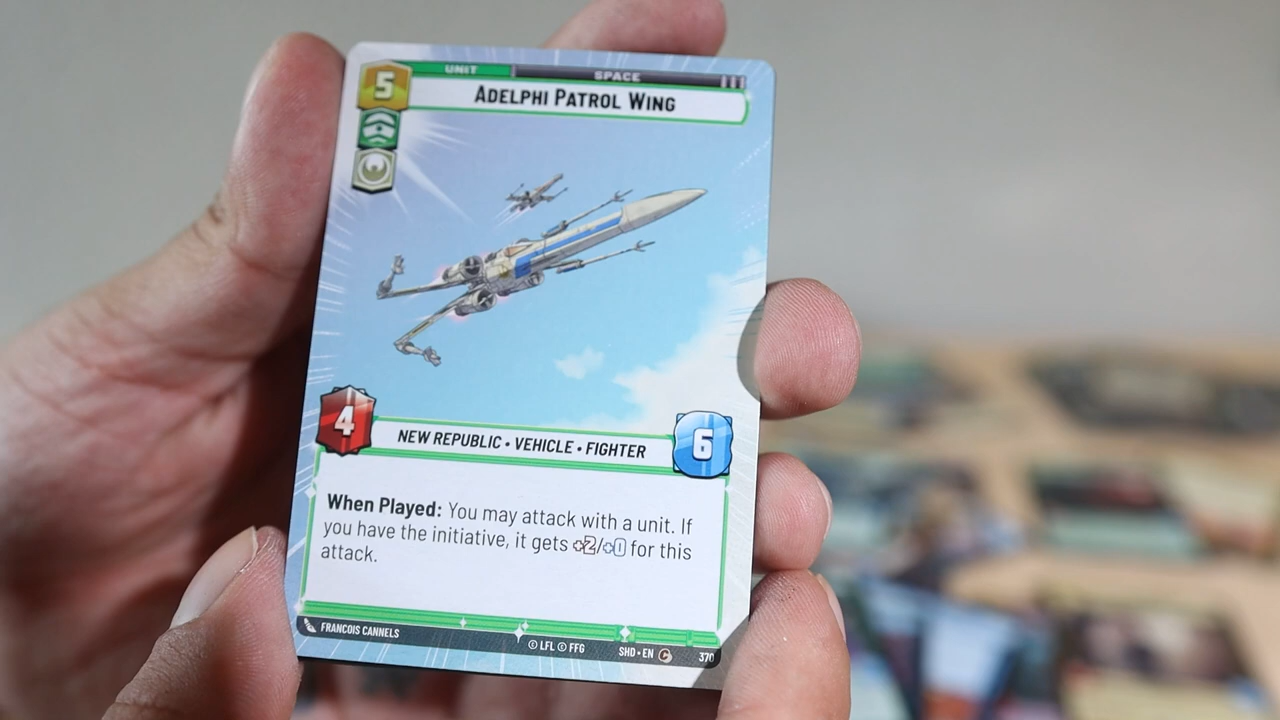 5
UNIT
SPACE
ADELPHI PATROL WING
4
NEW REPUBLIC • VEHICLE • FIGHTER
6
When Played: You may attack with a unit. If
you have the initiative, it gets +2/+0 for this
attack.
FRANCOIS CANNELS
© LFL © FFG
SHD • EN
C
370